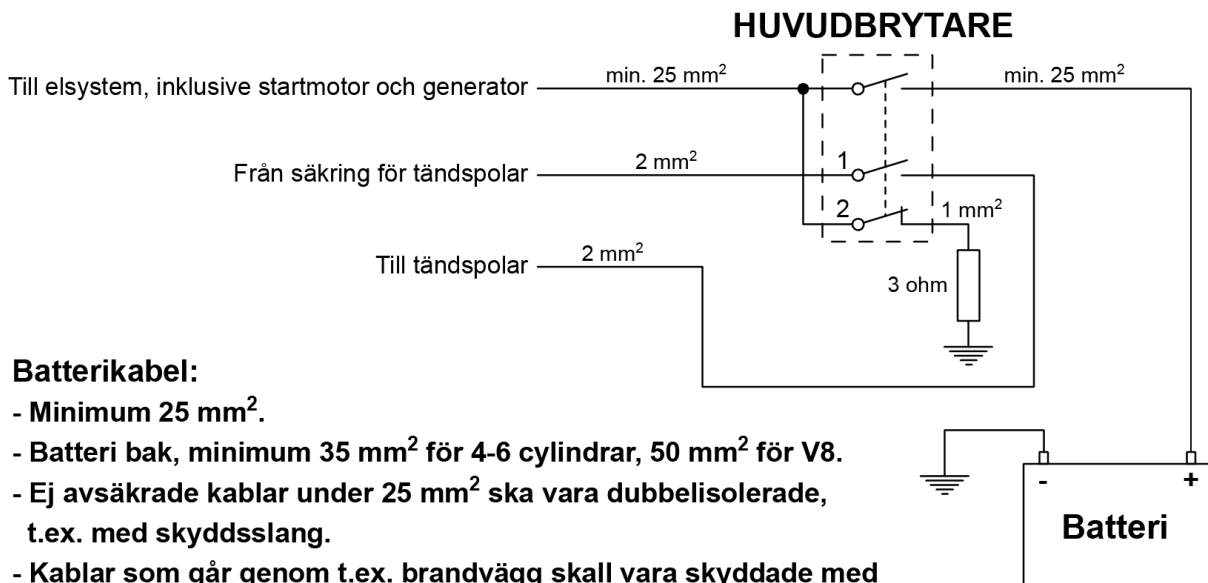 HUVUDBRYTARE
Till elsystem, inklusive startmotor och generator
min. 25 mm²
min. 25 mm²
Från säkring för tändspolar
2 mm²
1
2
1 mm²
Till tändspolar
2 mm²
3 ohm
Batterikabel:
- Minimum 25 mm².
- Batteri bak, minimum 35 mm² för 4-6 cylindrar, 50 mm² för V8.
- Ej avsäkrade kablar under 25 mm² ska vara dubbelisolerade,
t.ex. med skyddsslang.
- Kablar som går genom t.ex. brandvägg skall vara skyddade med
- +
Batteri